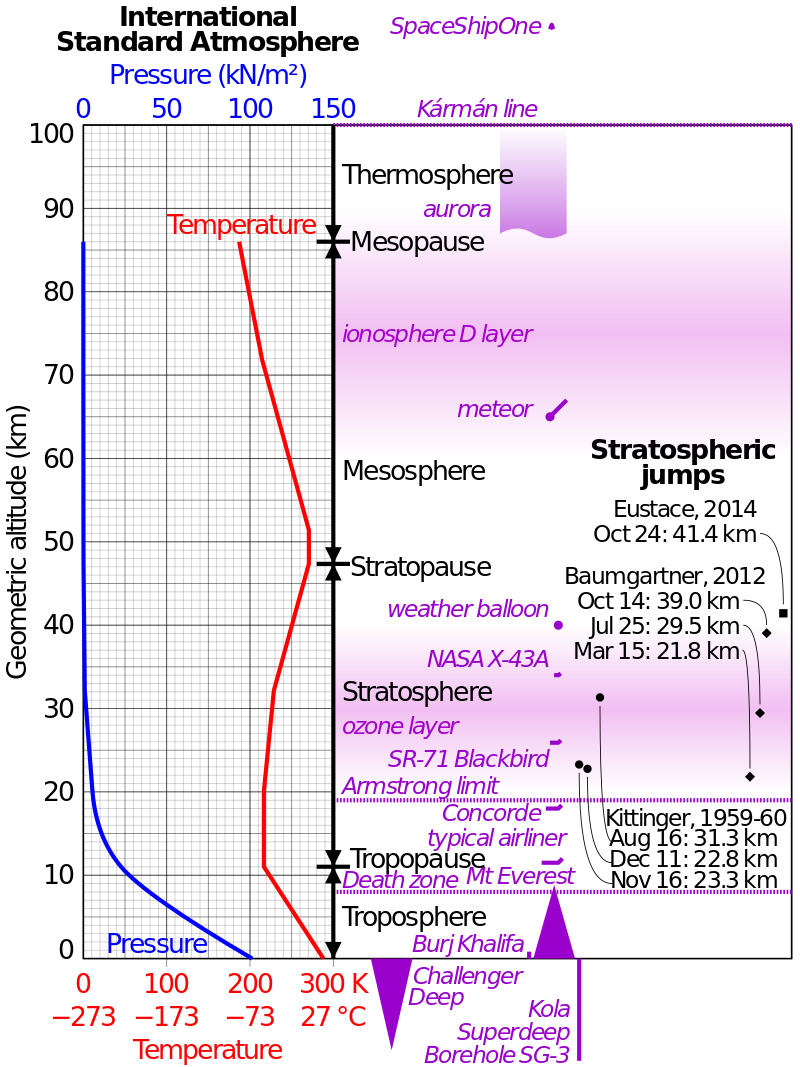 International
Standard Atmosphere
Pressure (kN/m²)
0 50 100 150
SpaceShipOne
Kármán line
100
90
80
70
60
50
40
30
20
10
0
Geometric altitude (km)
Temperature
Pressure
0 100 200 300 K
−273 −173 −73 27 °C
Temperature
Thermosphere
aurora
Mesopause
ionosphere D layer
meteor
Mesosphere
Stratopause
weather balloon
NASA X-43A
Stratosphere
ozone layer
SR-71 Blackbird
Armstrong limit
Concorde
typical airliner
Tropopause
Death zone
Mt Everest
Troposphere
Burj Khalifa
Challenger
Deep
Kola
Superdeep
Borehole SG-3
Stratospheric
jumps
Eustace, 2014
Oct 24: 41.4 km
Baumgartner, 2012
Oct 14: 39.0 km
Jul 25: 29.5 km
Mar 15: 21.8 km
Kittinger, 1959-60
Aug 16: 31.3 km
Dec 11: 22.8 km
Nov 16: 23.3 km